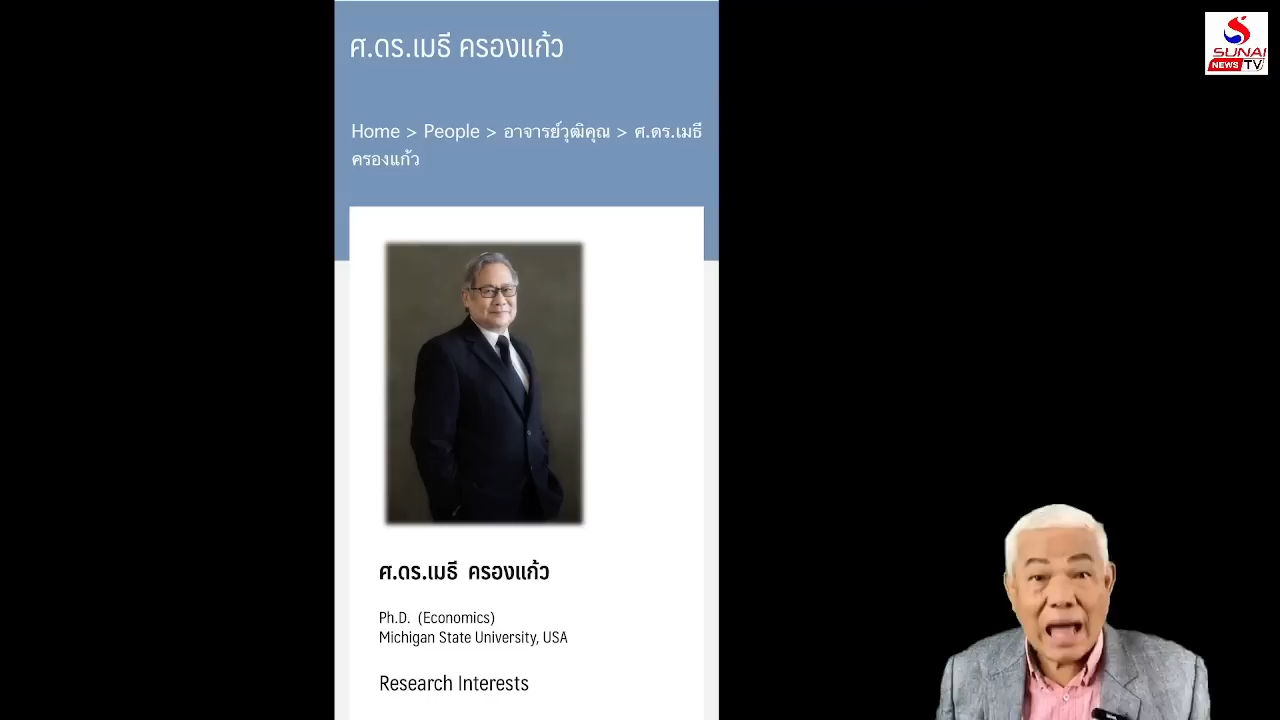 ศ.ดร.เมธี ครองแก้ว
SUNAI
NEWS TV
Home > People > อาจารย์วุฒิคุณ > ศ.ดร.เมธี
ครองแก้ว
ศ.ดร.เมธี ครองแก้ว
Ph.D. (Economics)
Michigan State University, USA
Research Interests